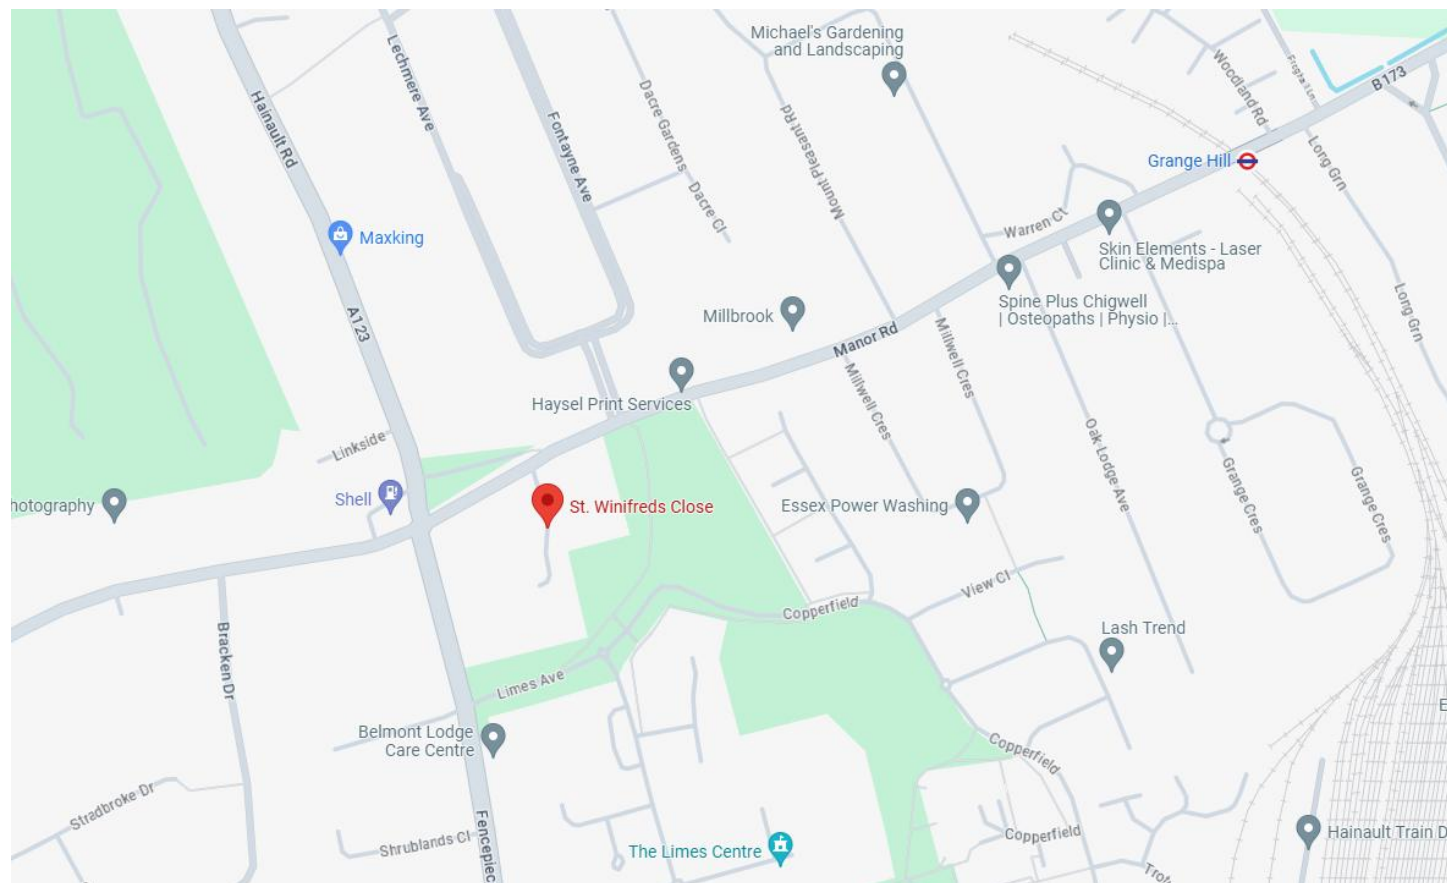 Michael's Gardening
and Landscaping
Lechmere Ave
Hainault Rd
Fontayne Ave
Dacre Gardens
Dacre Cl
Mount Pleasant Rd
Woodland Rd
B173
Long Grn
Grange Hill
Maxking
Warren Ct
Skin Elements - Laser
Clinic & Medispa
Spine Plus Chigwell
| Osteopaths | Physio |...
Long Grn
A123
Millbrook
Manor Rd
Millwell Cres
Millwell Cres
Haysel Print Services
Linkside
Oak Lodge Ave
Grange Cres
Grange Cres
Shell
hotography
St. Winifreds Close
Essex Power Washing
View Cl
Copperfield
Lash Trend
Bracken Dr
Limes Ave
Belmont Lodge
Care Centre
Copperfield
Stradbroke Dr
Shrublands Cl
Fencepiec
The Limes Centre
Copperfield
Hainault Train D
E